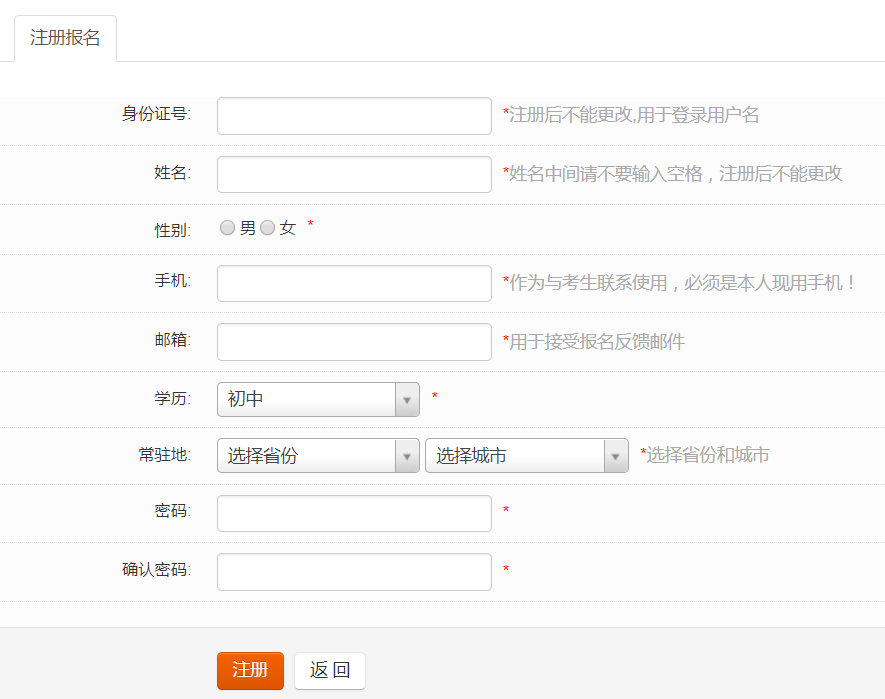 注册报名
身份证号: *注册后不能更改,用于登录用户名
姓名: *姓名中间请不要输入空格，注册后不能更改
性别: 男 女 *
手机: *作为与考生联系使用，必须是本人现用手机！
邮箱: *用于接受报名反馈邮件
学历: 初中 *
常驻地: 选择省份 选择城市 *选择省份和城市
密码: *
确认密码: *
注册 返 回